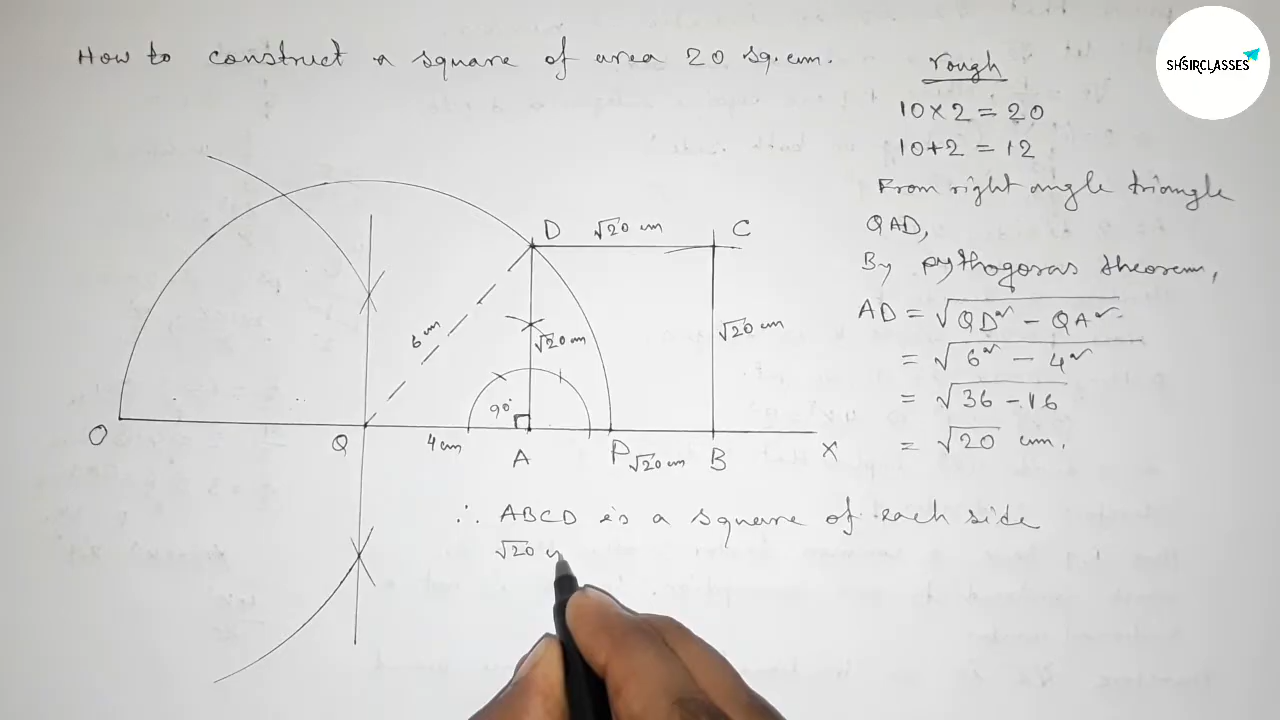 How to construct a square of area 20 sq.cm.
SHSIRCLASSES
rough
10×2 = 20
10+2 = 12
From right angle triangle
QAD,
By pythogoras theorem,
AD = √QD² − QA²
= √6² − 4²
= √36 − 16
= √20 cm.
D √20 cm C
6 cm
√20 cm
√20 cm
90°
O Q 4cm A P √20 cm B X
∴ ABCD is a square of each side
√20 c